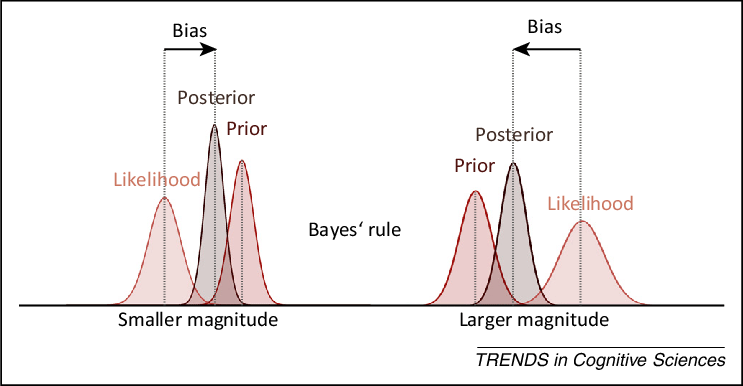 Bias
Bias
Posterior
Prior
Likelihood
Posterior
Prior
Likelihood
Bayes‘ rule
Smaller magnitude
Larger magnitude
TRENDS in Cognitive Sciences